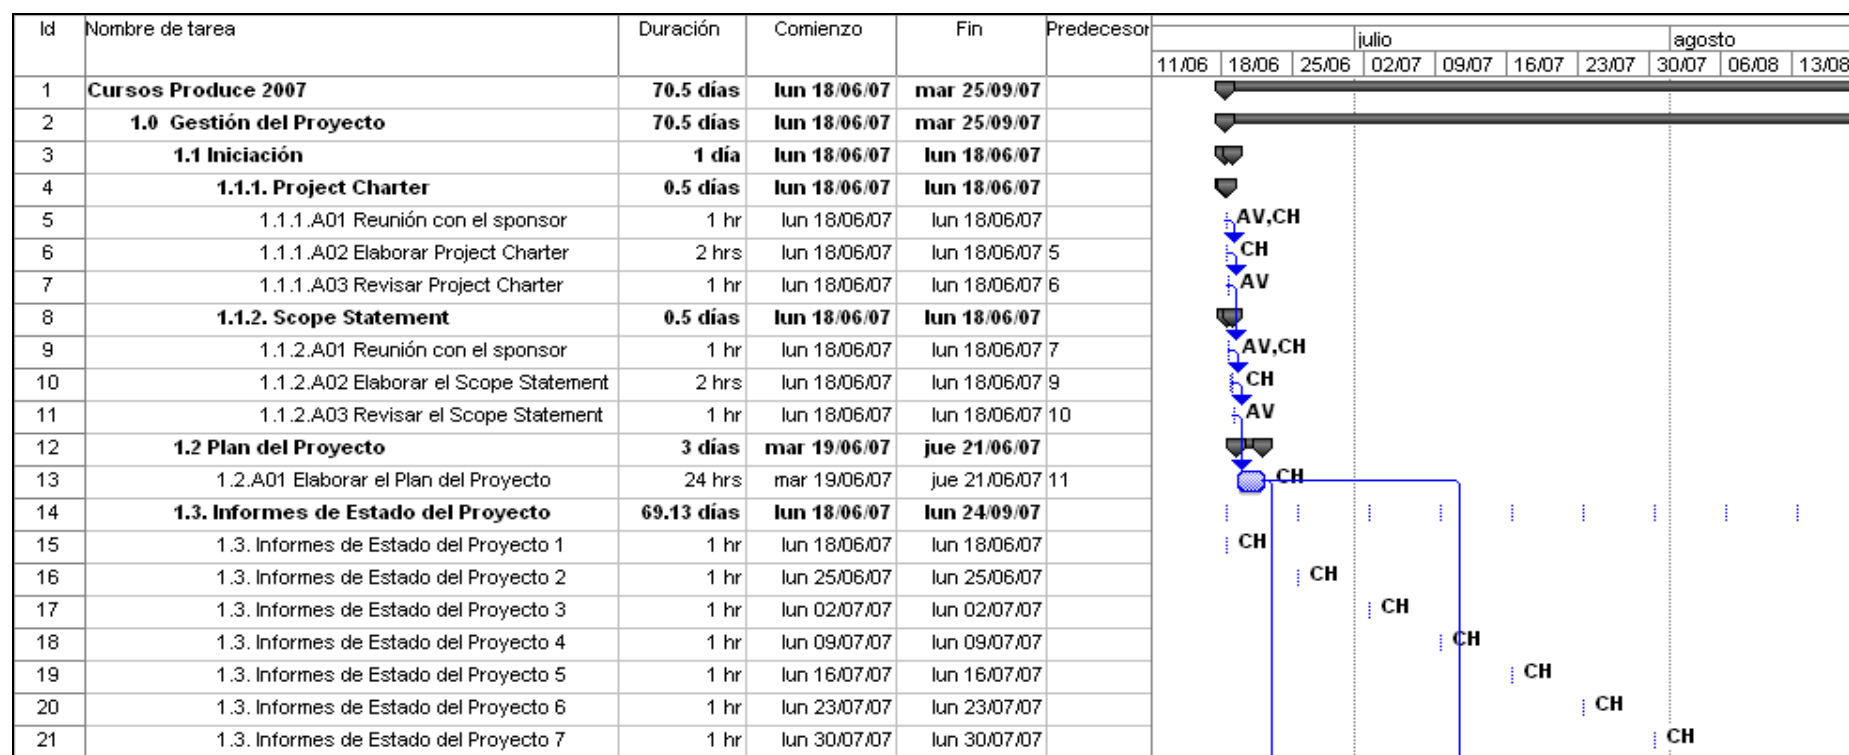 Id Nombre de tarea Duración Comienzo Fin Predecesor
julio agosto
11/06 18/06 25/06 02/07 09/07 16/07 23/07 30/07 06/08 13/08
1 Cursos Produce 2007 70.5 días lun 18/06/07 mar 25/09/07
2 1.0 Gestión del Proyecto 70.5 días lun 18/06/07 mar 25/09/07
3 1.1 Iniciación 1 día lun 18/06/07 lun 18/06/07
4 1.1.1. Project Charter 0.5 días lun 18/06/07 lun 18/06/07
5 1.1.1.A01 Reunión con el sponsor 1 hr lun 18/06/07 lun 18/06/07 AV,CH
6 1.1.1.A02 Elaborar Project Charter 2 hrs lun 18/06/07 lun 18/06/07 5 CH
7 1.1.1.A03 Revisar Project Charter 1 hr lun 18/06/07 lun 18/06/07 6 AV
8 1.1.2. Scope Statement 0.5 días lun 18/06/07 lun 18/06/07
9 1.1.2.A01 Reunión con el sponsor 1 hr lun 18/06/07 lun 18/06/07 7 AV,CH
10 1.1.2.A02 Elaborar el Scope Statement 2 hrs lun 18/06/07 lun 18/06/07 9 CH
11 1.1.2.A03 Revisar el Scope Statement 1 hr lun 18/06/07 lun 18/06/07 10 AV
12 1.2 Plan del Proyecto 3 días mar 19/06/07 jue 21/06/07
13 1.2.A01 Elaborar el Plan del Proyecto 24 hrs mar 19/06/07 jue 21/06/07 11 CH
14 1.3. Informes de Estado del Proyecto 69.13 días lun 18/06/07 lun 24/09/07
15 1.3. Informes de Estado del Proyecto 1 1 hr lun 18/06/07 lun 18/06/07 CH
16 1.3. Informes de Estado del Proyecto 2 1 hr lun 25/06/07 lun 25/06/07 CH
17 1.3. Informes de Estado del Proyecto 3 1 hr lun 02/07/07 lun 02/07/07 CH
18 1.3. Informes de Estado del Proyecto 4 1 hr lun 09/07/07 lun 09/07/07 CH
19 1.3. Informes de Estado del Proyecto 5 1 hr lun 16/07/07 lun 16/07/07 CH
20 1.3. Informes de Estado del Proyecto 6 1 hr lun 23/07/07 lun 23/07/07 CH
21 1.3. Informes de Estado del Proyecto 7 1 hr lun 30/07/07 lun 30/07/07 CH